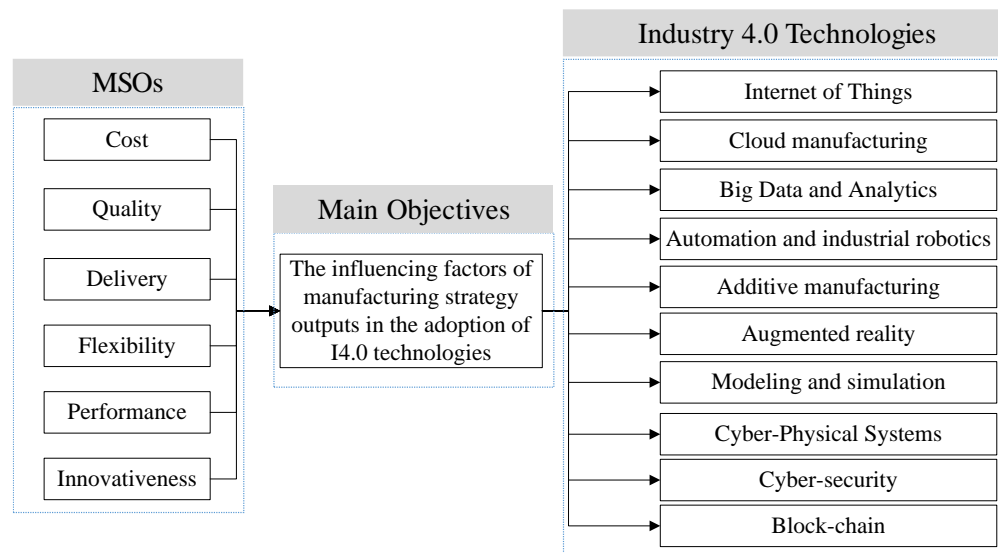 MSOs
Cost
Quality
Delivery
Flexibility
Performance
Innovativeness
Main Objectives
The influencing factors of
manufacturing strategy
outputs in the adoption of
I4.0 technologies
Industry 4.0 Technologies
Internet of Things
Cloud manufacturing
Big Data and Analytics
Automation and industrial robotics
Additive manufacturing
Augmented reality
Modeling and simulation
Cyber-Physical Systems
Cyber-security
Block-chain